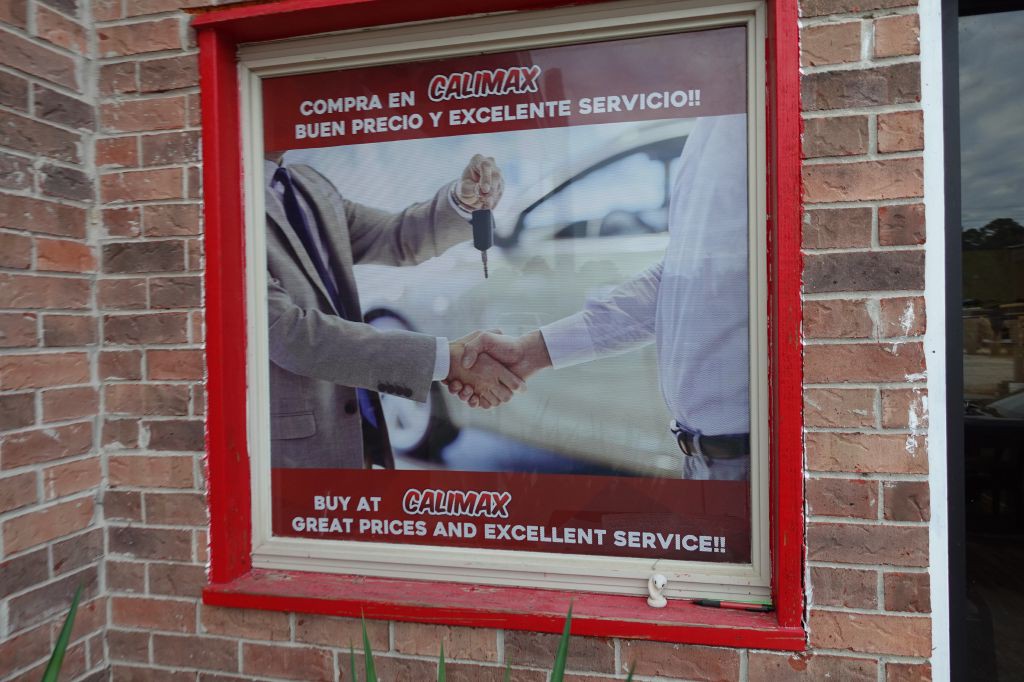 COMPRA EN CALIMAX
BUEN PRECIO Y EXCELENTE SERVICIO!!
BUY AT CALIMAX
GREAT PRICES AND EXCELLENT SERVICE!!